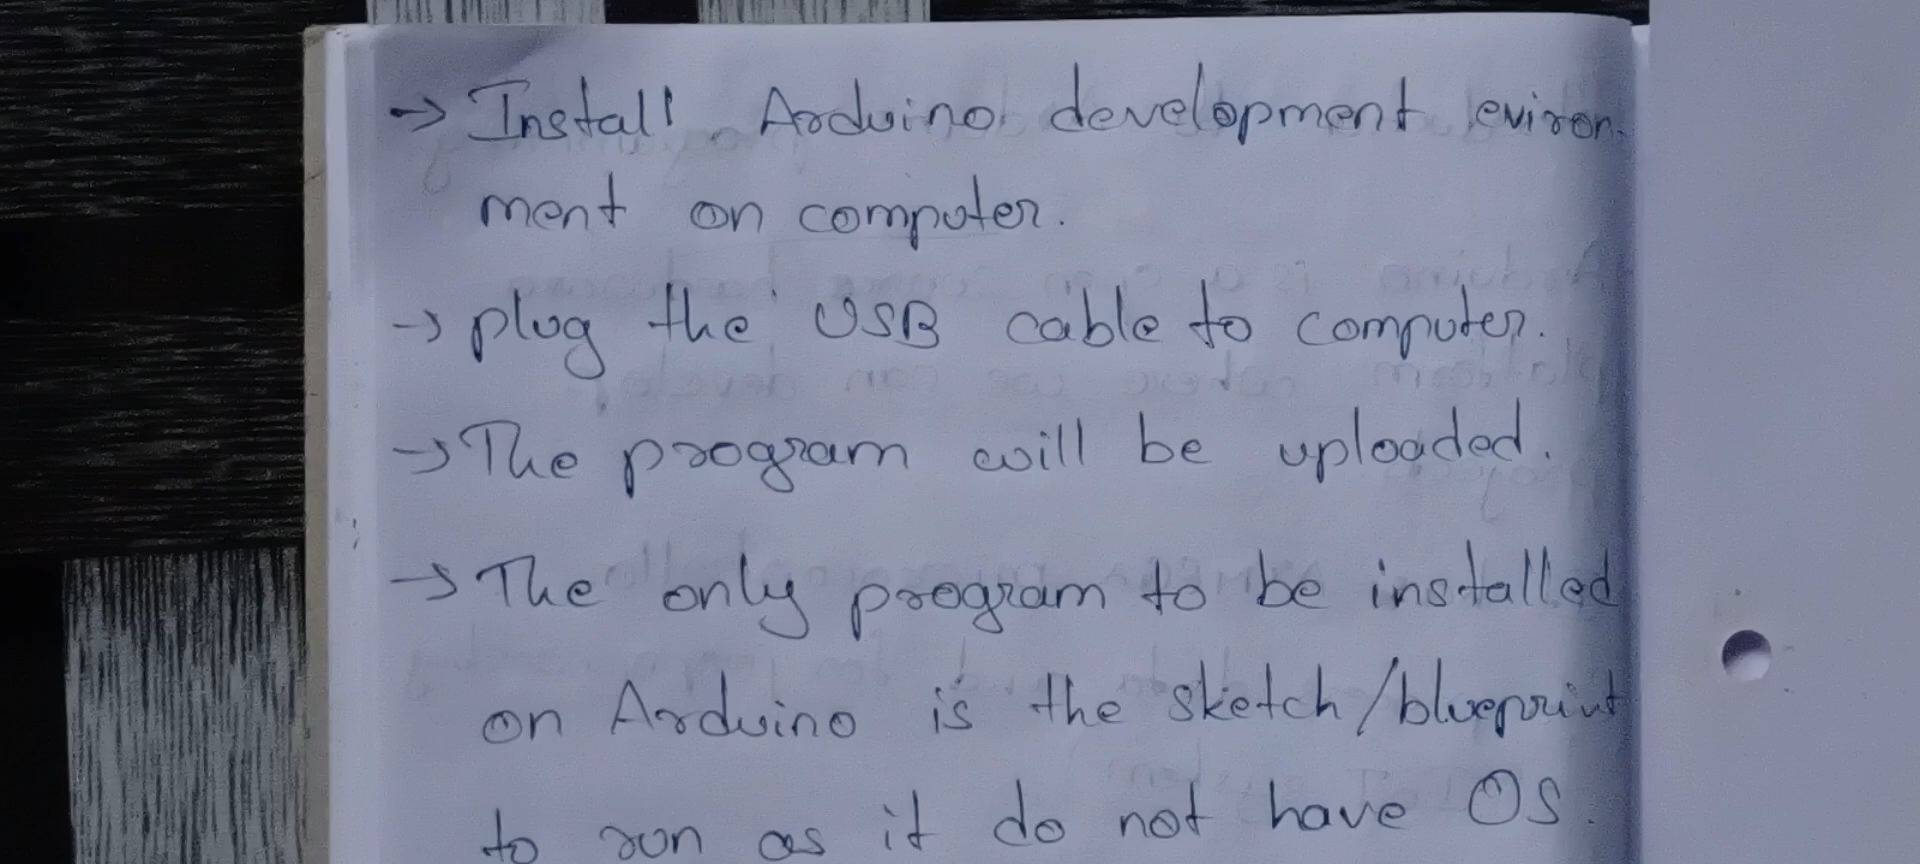 → Install Arduino development eviron-
ment on computer.
→ plug the USB cable to computer.
→ The program will be uploaded.
→ The only program to be installed
on Arduino is the sketch/blueprint
to run as it do not have OS.